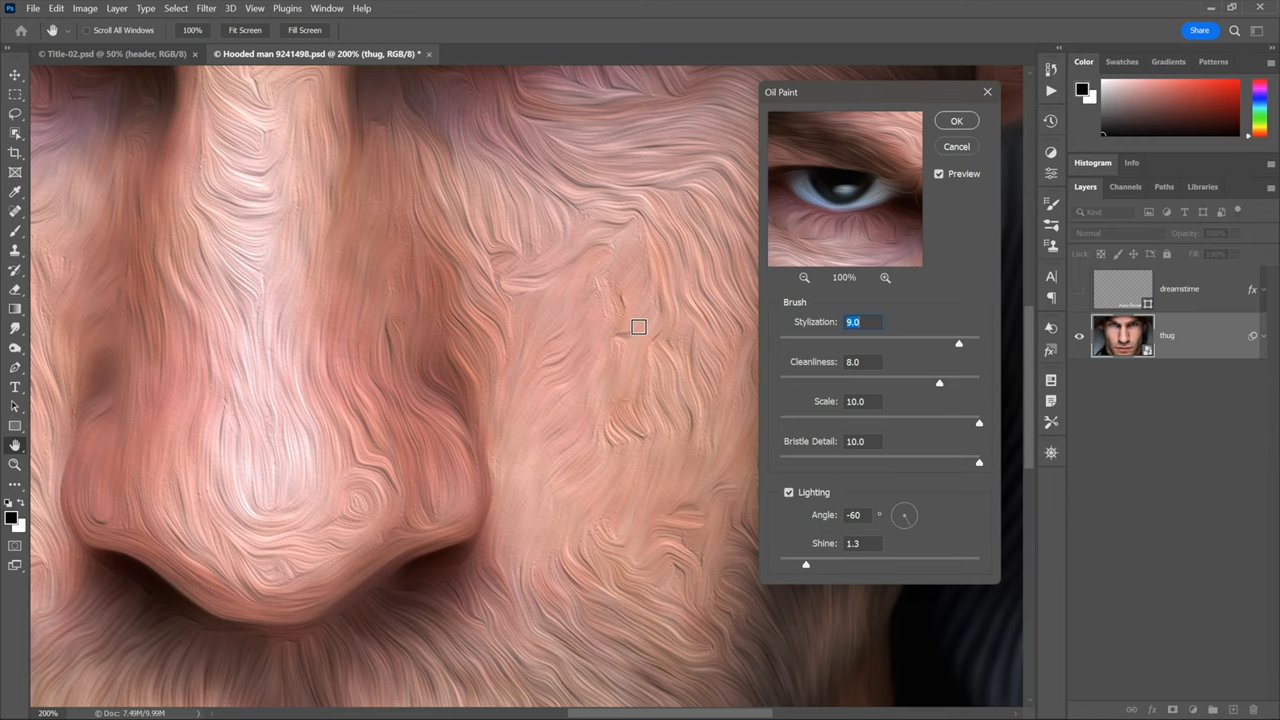 Ps File Edit Image Layer Type Select Filter 3D View Plugins Window Help
Scroll All Windows 100% Fit Screen Fill Screen Share
© Title-02.psd @ 50% (header, RGB/8) × © Hooded man 9241498.psd @ 200% (thug, RGB/8) * ×
Color Swatches Gradients Patterns
Oil Paint
OK
Cancel
Preview
100%
Brush
Stylization: 9.0
Cleanliness: 8.0
Scale: 10.0
Bristle Detail: 10.0
Lighting
Angle: -60 °
Shine: 1.3
Histogram Info
Layers Channels Paths Libraries
Kind
Normal Opacity: 100%
Lock: Fill: 100%
dreamstime fx
thug
200% © Doc: 7.49M/9.99M